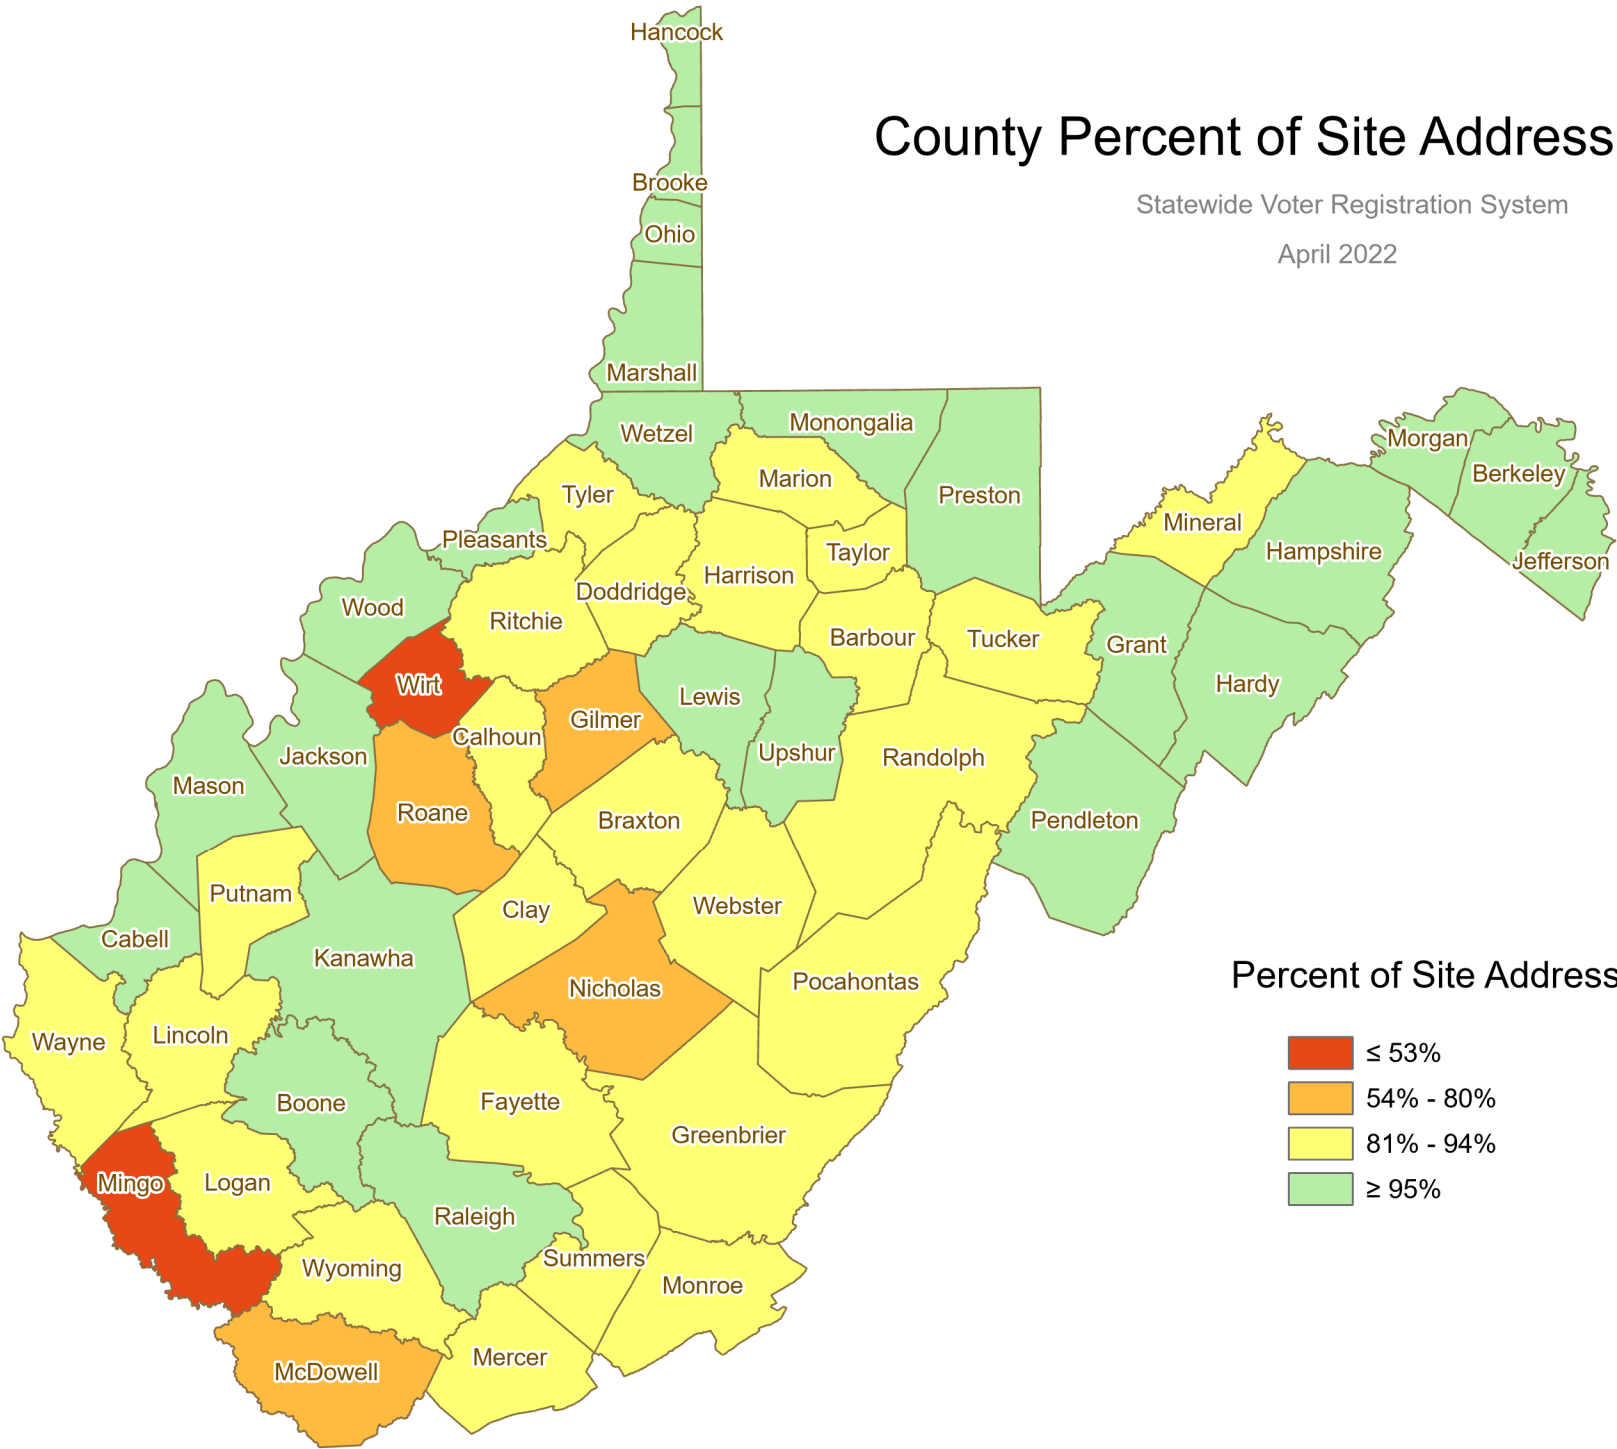 Hancock
County Percent of Site Address
Brooke
Statewide Voter Registration System
Ohio
April 2022
Marshall
Wetzel
Monongalia
Morgan
Berkeley
Marion
Tyler
Preston
Mineral
Pleasants
Taylor
Hampshire
Jefferson
Harrison
Doddridge
Wood
Ritchie
Barbour
Tucker
Grant
Wirt
Lewis
Hardy
Gilmer
Calhoun
Upshur
Jackson
Randolph
Mason
Roane
Braxton
Pendleton
Putnam
Clay
Webster
Cabell
Kanawha
Percent of Site Address
Pocahontas
Nicholas
Wayne
Lincoln
≤ 53%
Boone
Fayette
54% - 80%
Greenbrier
81% - 94%
Mingo
Logan
≥ 95%
Raleigh
Summers
Wyoming
Monroe
Mercer
McDowell